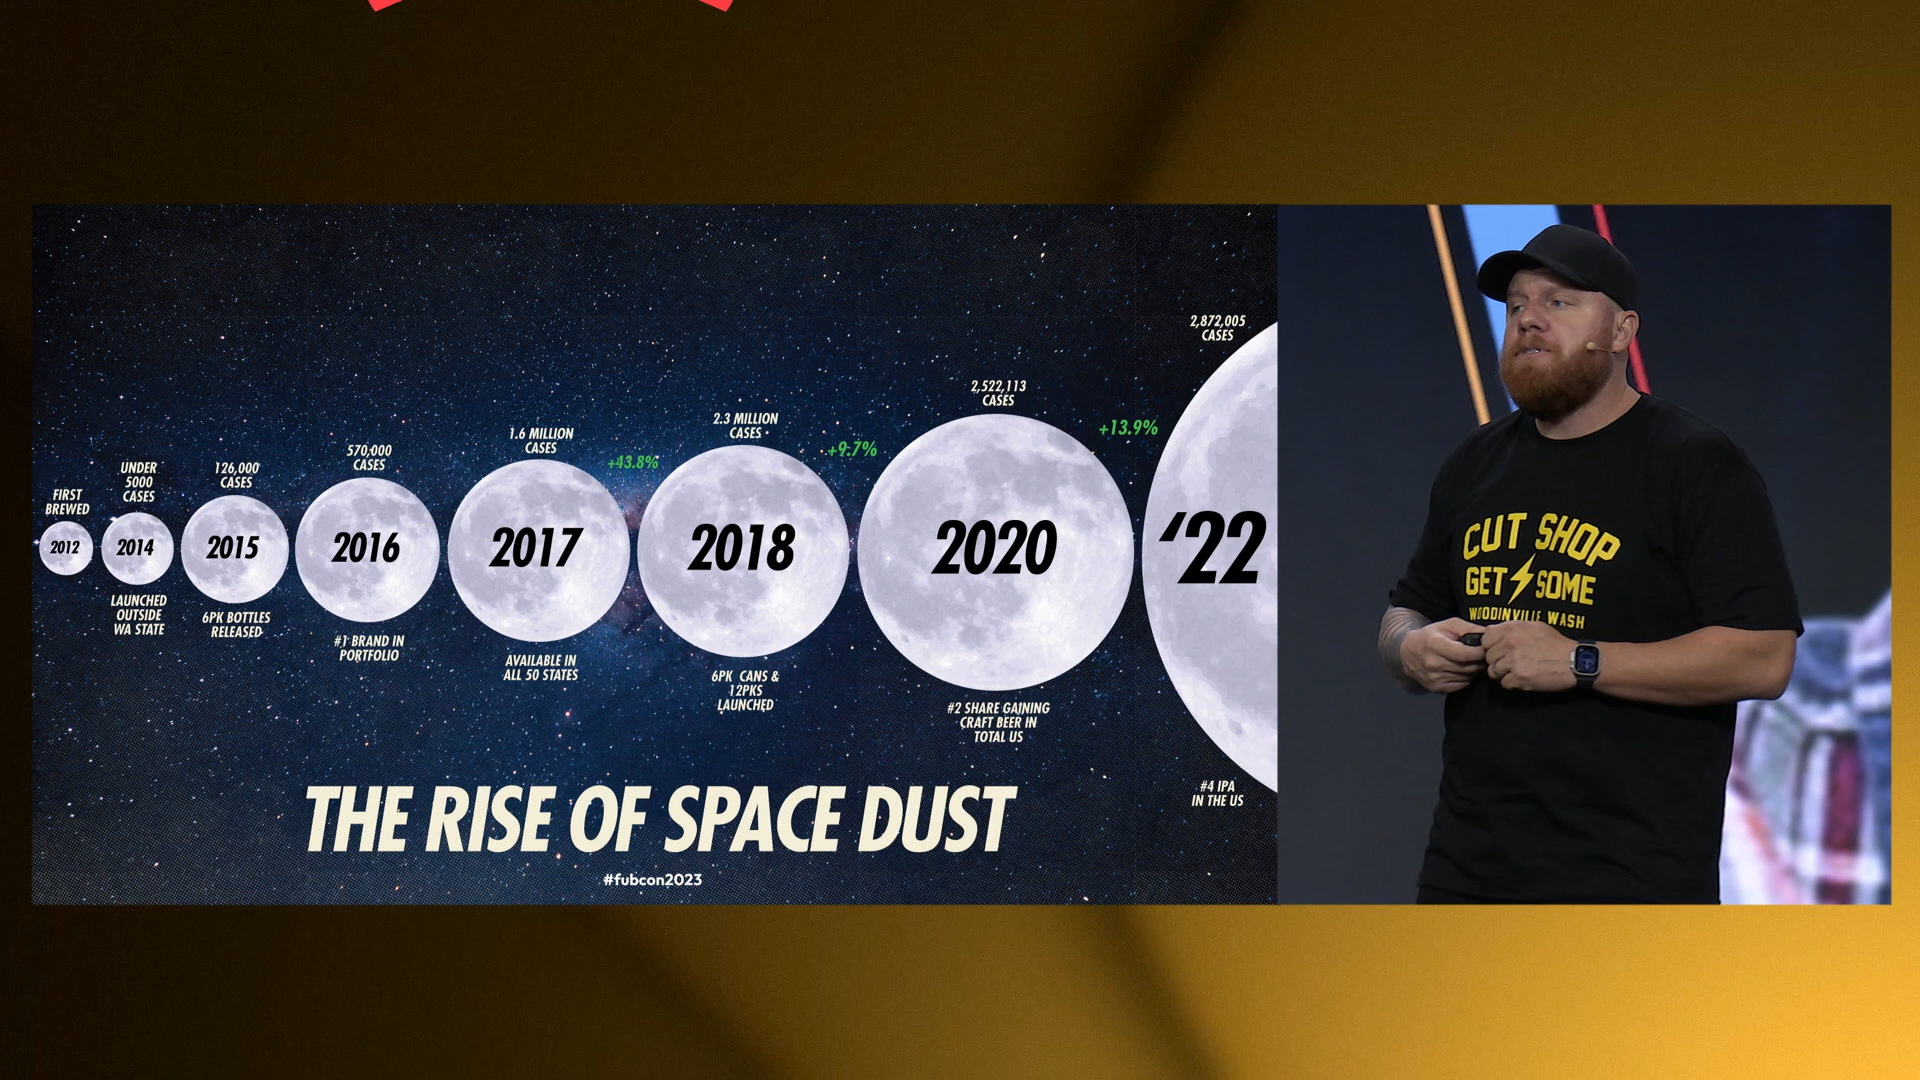 FIRST
BREWED
2012
UNDER
5000
CASES
2014
LAUNCHED
OUTSIDE
WA STATE
126,000
CASES
2015
6PK BOTTLES
RELEASED
570,000
CASES
2016
#1 BRAND IN
PORTFOLIO
1.6 MILLION
CASES
2017
AVAILABLE IN
ALL 50 STATES
+43.8%
2.3 MILLION
CASES
2018
6PK CANS &
12PKS
LAUNCHED
+9.7%
2,522,113
CASES
2020
#2 SHARE GAINING
CRAFT BEER IN
TOTAL US
+13.9%
2,872,005
CASES
'22
#4 IPA
IN THE US
THE RISE OF SPACE DUST
#fubcon2023
CUT SHOP
GET SOME
WOODINVILLE WASH